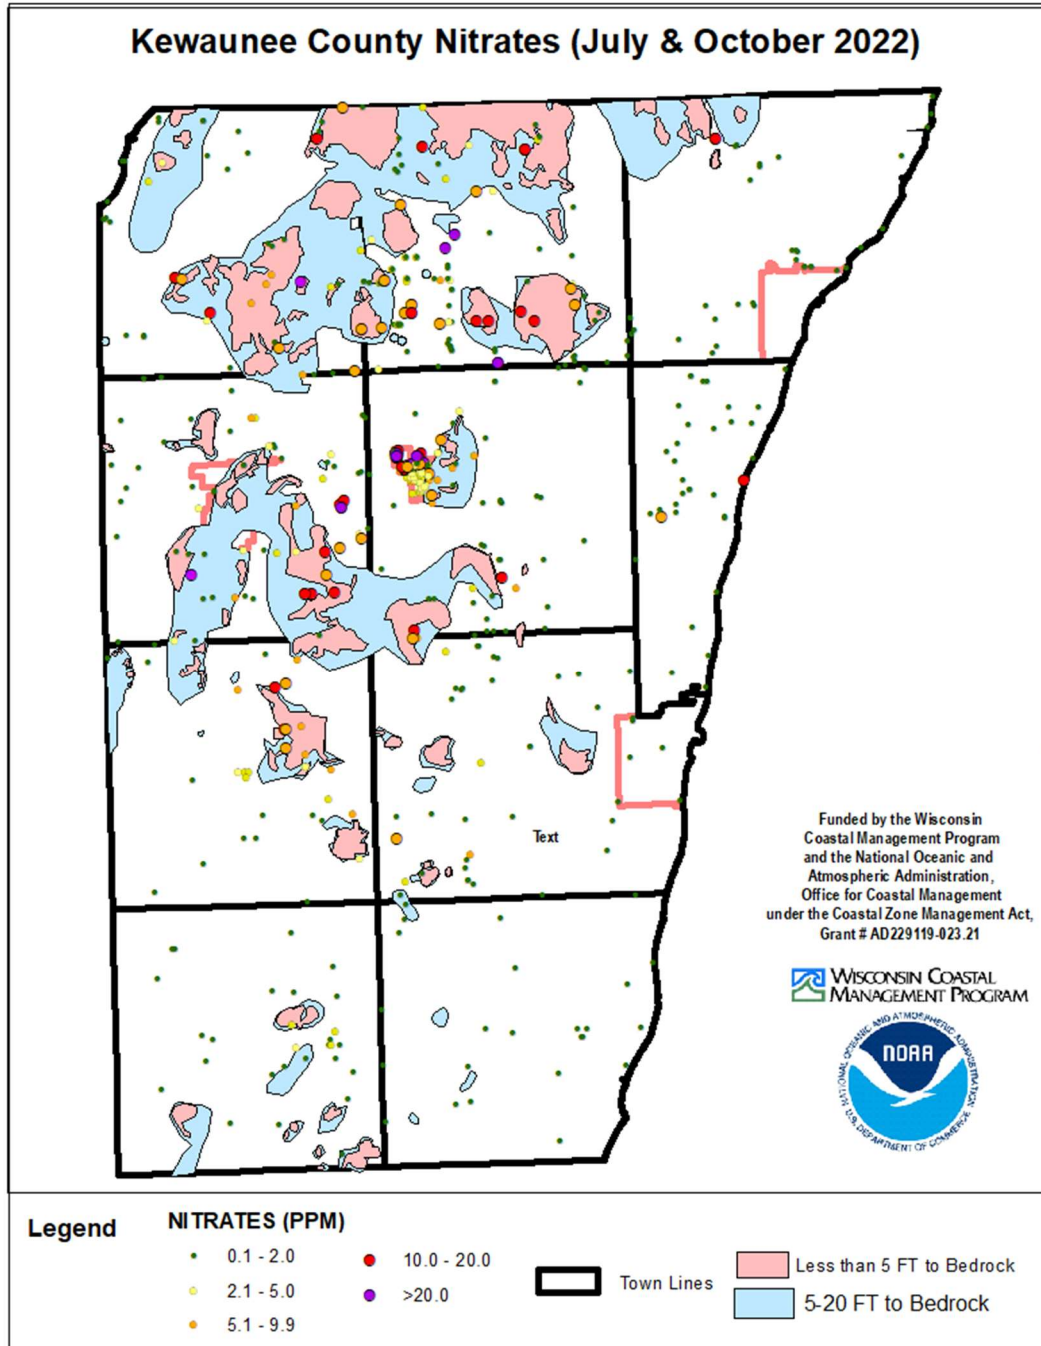 Kewaunee County Nitrates (July & October 2022)
Text
Funded by the Wisconsin
Coastal Management Program
and the National Oceanic and
Atmospheric Administration,
Office for Coastal Management
under the Coastal Zone Management Act,
Grant # AD229119-023.21
WISCONSIN COASTAL
MANAGEMENT PROGRAM
NATIONAL OCEANIC AND ATMOSPHERIC ADMINISTRATION
NOAA
U.S. DEPARTMENT OF COMMERCE
Legend
NITRATES (PPM)
0.1 - 2.0
2.1 - 5.0
5.1 - 9.9
10.0 - 20.0
>20.0
Town Lines
Less than 5 FT to Bedrock
5-20 FT to Bedrock